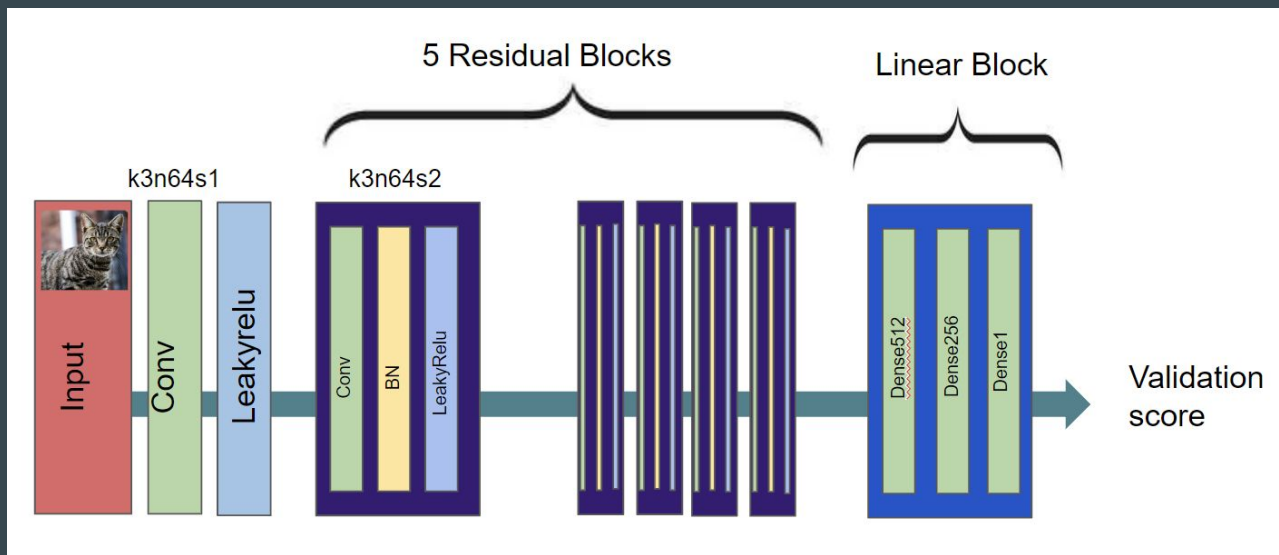 5 Residual Blocks
Linear Block
k3n64s1
k3n64s2
Input
Conv
Leakyrelu
Conv
BN
LeakyRelu
Dense512
Dense256
Dense1
Validation
score